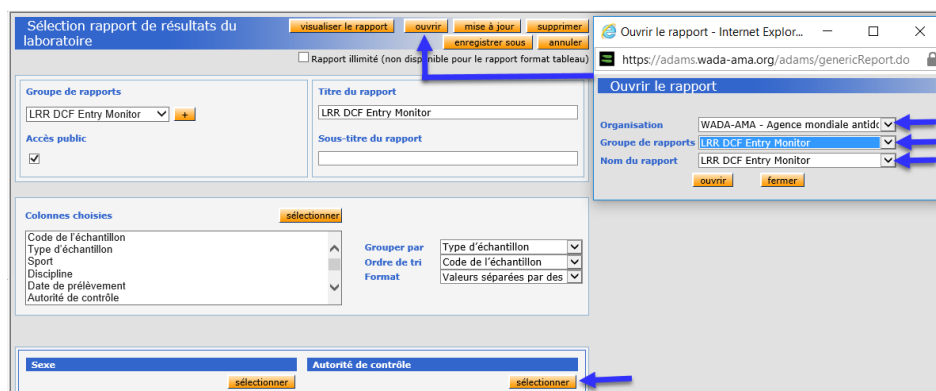 Sélection rapport de résultats du laboratoire
visualiser le rapport ouvrir mise à jour supprimer
enregistrer sous annuler
Rapport illimité (non disponible pour le rapport format tableau)
Groupe de rapports
LRR DCF Entry Monitor +
Accès public
Titre du rapport
LRR DCF Entry Monitor
Sous-titre du rapport
Colonnes choisies sélectionner
Code de l'échantillon
Type d'échantillon
Sport
Discipline
Date de prélèvement
Autorité de contrôle
Grouper par Type d'échantillon
Ordre de tri Code de l'échantillon
Format Valeurs séparées par des
Sexe
sélectionner
Autorité de contrôle
sélectionner
Ouvrir le rapport - Internet Explor...
https://adams.wada-ama.org/adams/genericReport.do
Ouvrir le rapport
Organisation WADA-AMA - Agence mondiale antidc
Groupe de rapports LRR DCF Entry Monitor
Nom du rapport LRR DCF Entry Monitor
ouvrir fermer